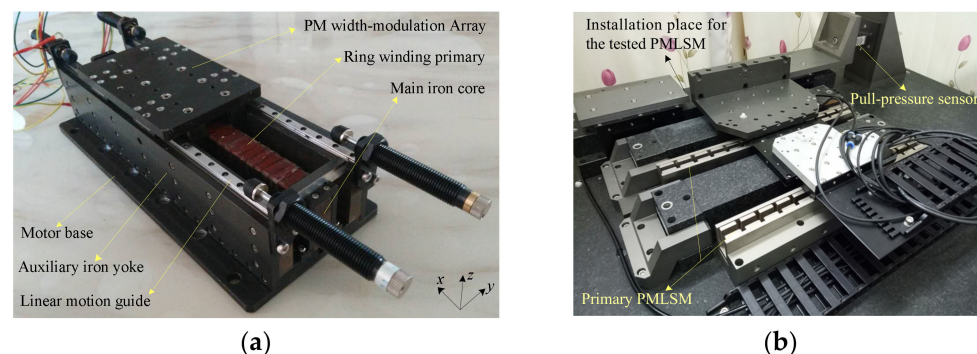 PM width-modulation Array
Ring winding primary
Main iron core
Motor base
Auxiliary iron yoke
Linear motion guide
x
z
y
(a)
Installation place for
the tested PMLSM
Pull-pressure sensor
Primary PMLSM
(b)